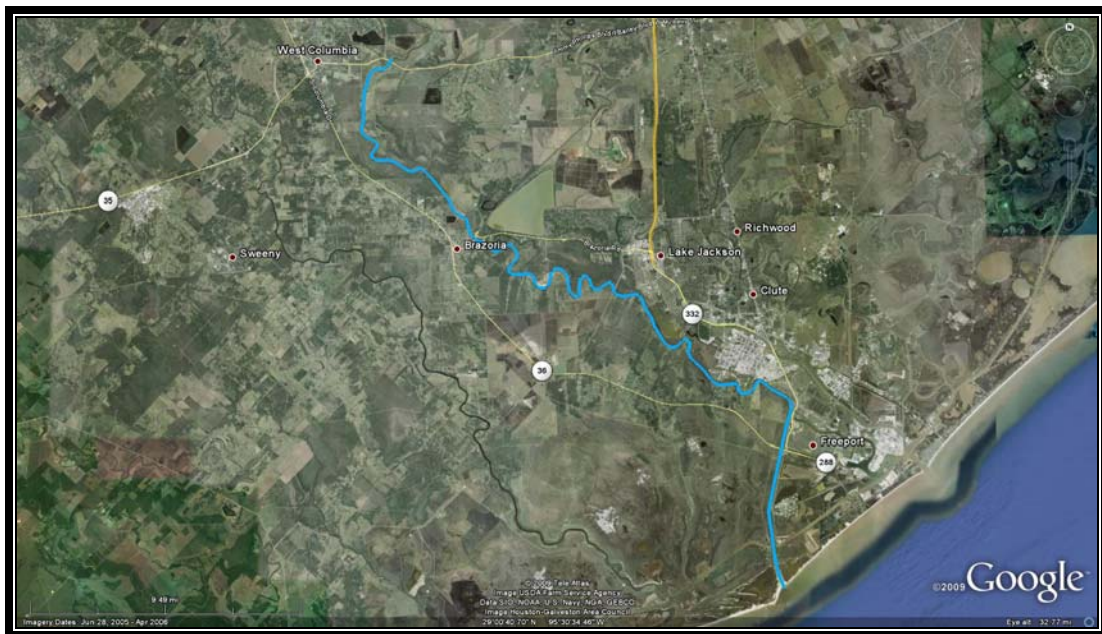 West Columbia
35
Sweeny
Brazoria
Richwood
Lake Jackson
Clute
332
36
Freeport
288
9.49 mi
© 2009 Tele Atlas
Image USDA Farm Service Agency
Data SIO, NOAA, U.S. Navy, NGA, GEBCO
Image Houston-Galveston Area Council
©2009 Google
Imagery Dates: Jun 28, 2005 - Apr 2006
29°00'40.70" N 95°30'34.46" W
Eye alt 32.77 mi